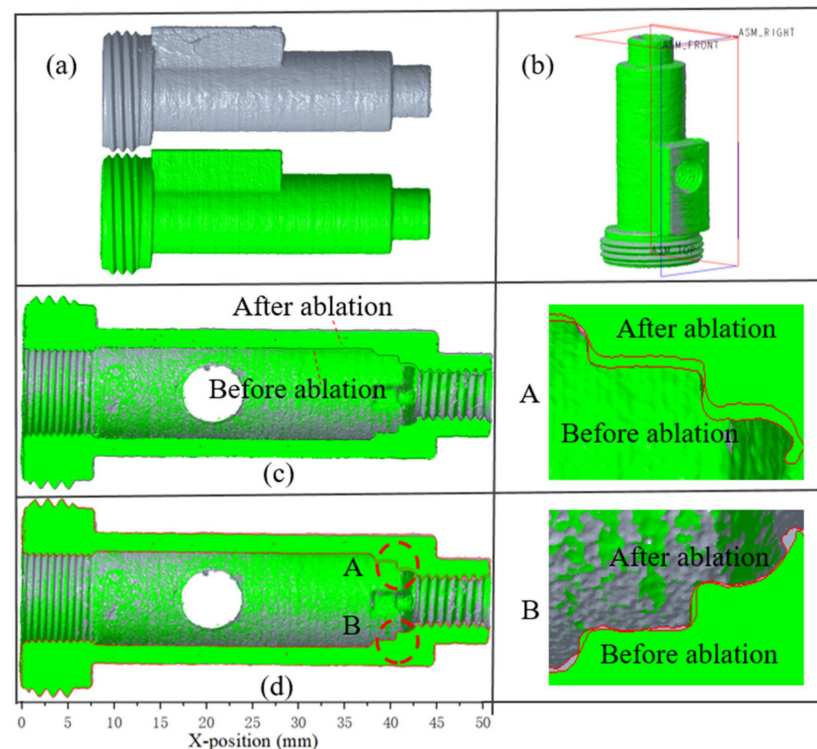 (a)
(b)
ASM_RIGHT
ASM_FRONT
ASM_TOP
After ablation
Before ablation
(c)
A
After ablation
Before ablation
A
B
(d)
B
After ablation
Before ablation
0 5 10 15 20 25 30 35 40 45 50
X-position (mm)